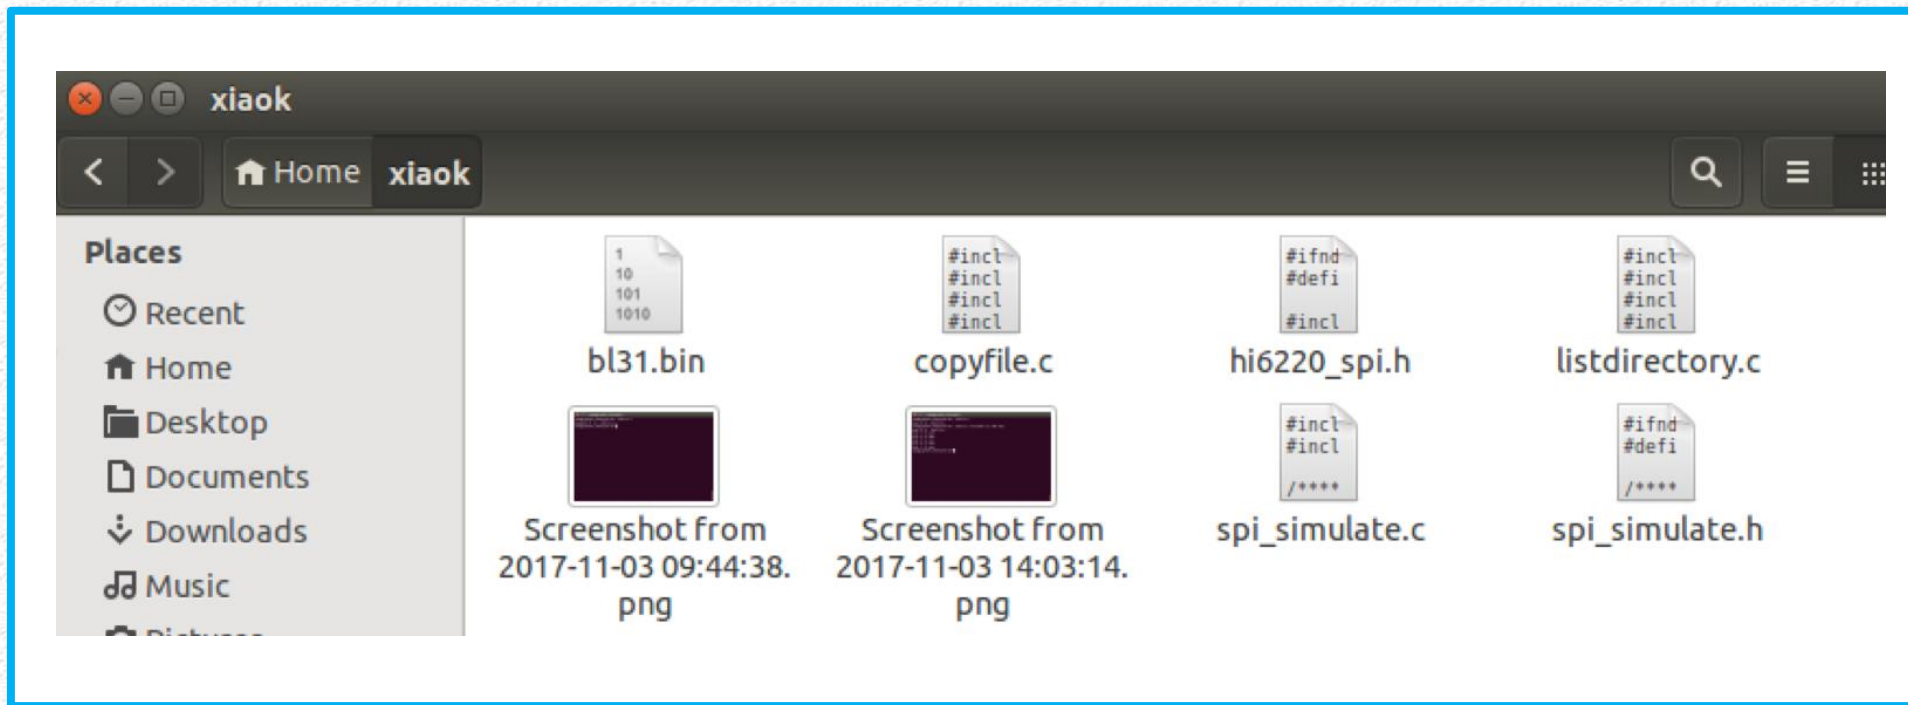 xiaok
Home xiaok
Places
Recent
Home
Desktop
Documents
Downloads
Music
Pictures
1
10
101
1010
bl31.bin
#incl
#incl
#incl
#incl
copyfile.c
#ifnd
#defi
#incl
hi6220_spi.h
#incl
#incl
#incl
#incl
listdirectory.c
Screenshot from
2017-11-03 09:44:38.
png
Screenshot from
2017-11-03 14:03:14.
png
#incl
#incl
/****
spi_simulate.c
#ifnd
#defi
/****
spi_simulate.h